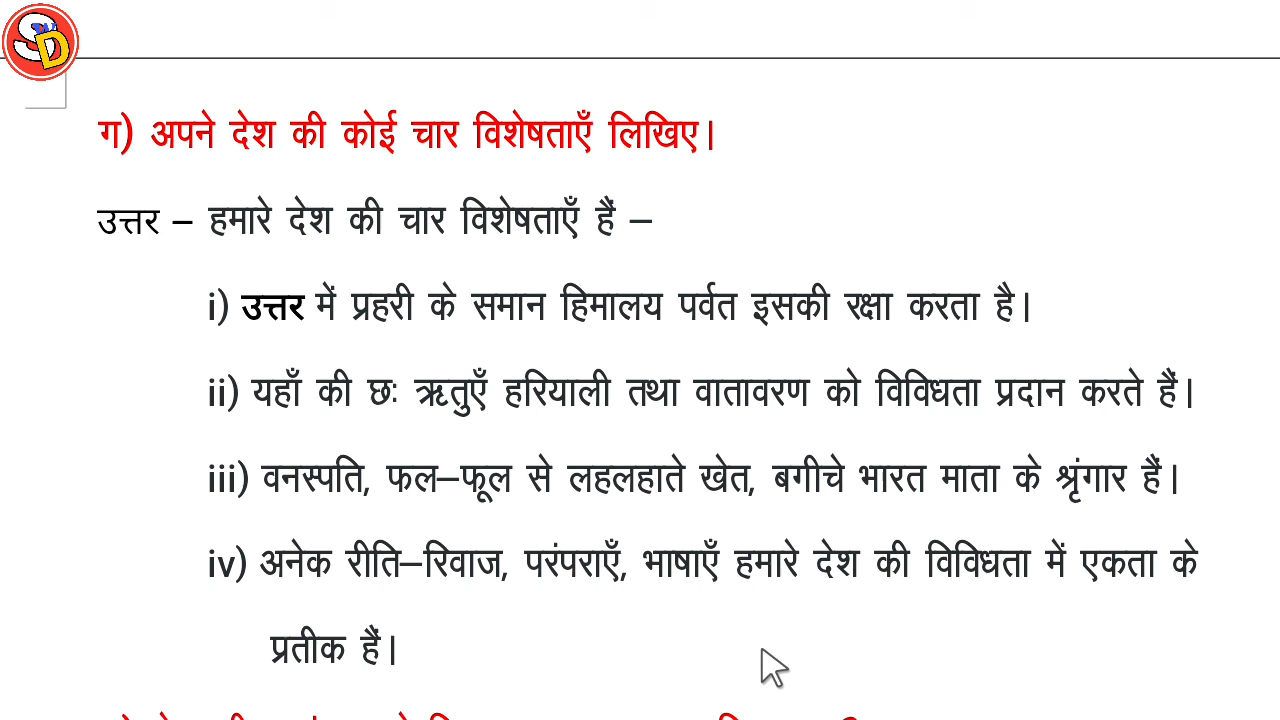 SD
ग) अपने देश की कोई चार विशेषताएँ लिखिए।
उत्तर – हमारे देश की चार विशेषताएँ हैं –
i) उत्तर में प्रहरी के समान हिमालय पर्वत इसकी रक्षा करता है।
ii) यहाँ की छः ऋतुएँ हरियाली तथा वातावरण को विविधता प्रदान करते हैं।
iii) वनस्पति, फल–फूल से लहलहाते खेत, बगीचे भारत माता के श्रृंगार हैं।
iv) अनेक रीति–रिवाज, परंपराएँ, भाषाएँ हमारे देश की विविधता में एकता के
प्रतीक हैं।